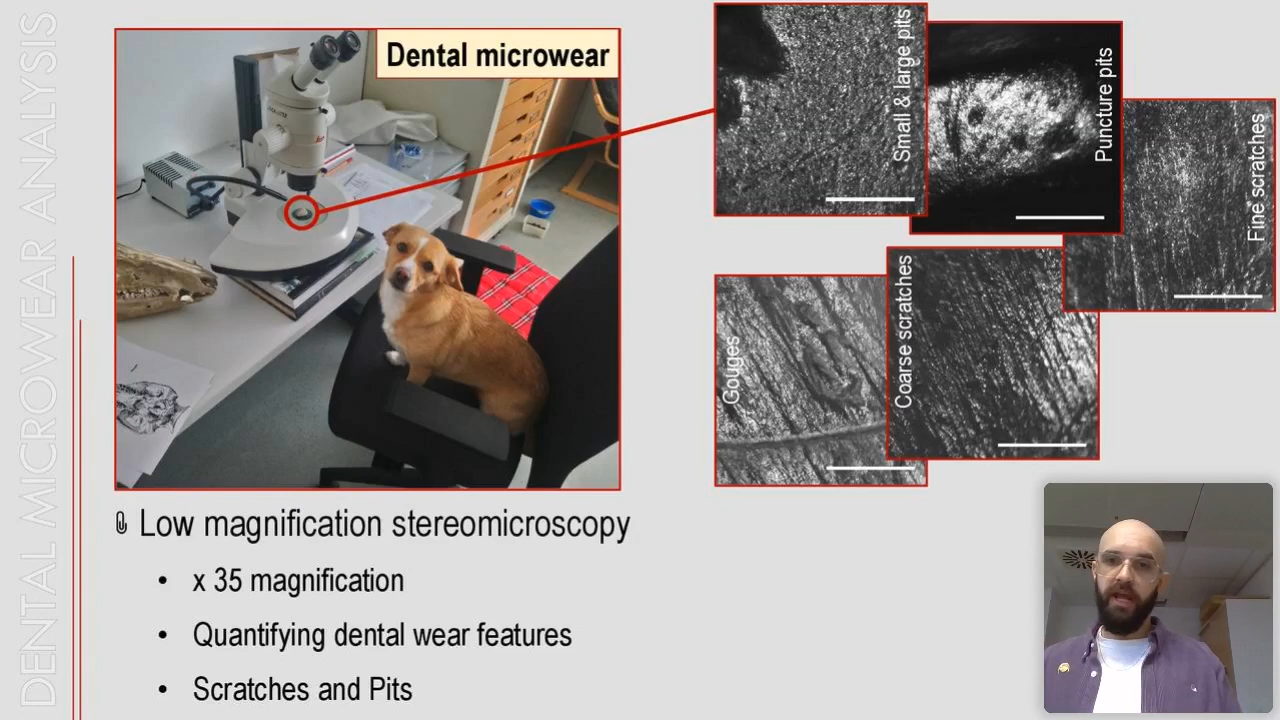 DENTAL MICROWEAR ANALYSIS
Dental microwear
Small & large pits
Puncture pits
Fine scratches
Gouges
Coarse scratches
Low magnification stereomicroscopy
• x 35 magnification
• Quantifying dental wear features
• Scratches and Pits